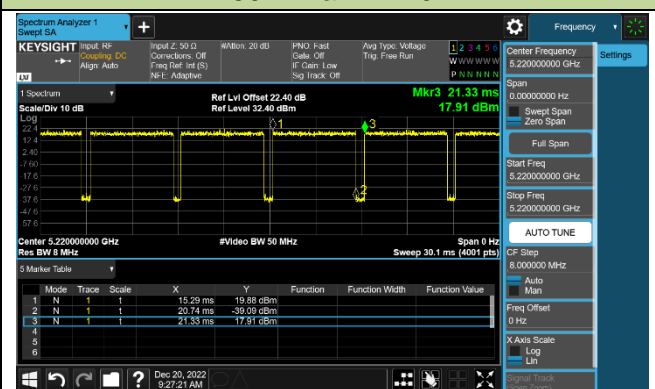 Spectrum Analyzer 1
Swept SA
Frequency
KEYSIGHT
Input: RF
Coupling: DC
Align: Auto
Input Z: 50 Ω
Corrections: Off
Freq Ref: Int (S)
NFE: Adaptive
#Atten: 20 dB
PNO: Fast
Gate: Off
IF Gain: Low
Sig Track: Off
Avg Type: Voltage
Trig: Free Run
1 2 3 4 5 6
W W W W W W
P N N N N N
LXI
Center Frequency
5.220000000 GHz
Settings
1 Spectrum
Scale/Div 10 dB
Ref Lvl Offset 22.40 dB
Ref Level 32.40 dBm
Mkr3 21.33 ms
17.91 dBm
Span
0.00000000 Hz
Swept Span
Zero Span
Log
22.4
12.4
2.40
-7.60
-17.6
-27.6
-37.6
-47.6
-57.6
1
3
2
Full Span
Start Freq
5.220000000 GHz
Stop Freq
5.220000000 GHz
AUTO TUNE
Center 5.220000000 GHz
Res BW 8 MHz
#Video BW 50 MHz
Span 0 Hz
Sweep 30.1 ms (4001 pts)
CF Step
8.000000 MHz
Auto
Man
5 Marker Table
Mode Trace Scale X Y Function Function Width Function Value
1 N 1 t 15.29 ms 19.88 dBm
2 N 1 t 20.74 ms -39.09 dBm
3 N 1 t 21.33 ms 17.91 dBm
4
5
6
Freq Offset
0 Hz
X Axis Scale
Log
Lin
Signal Track
(Span Zoom)
?
Dec 20, 2022
9:27:21 AM